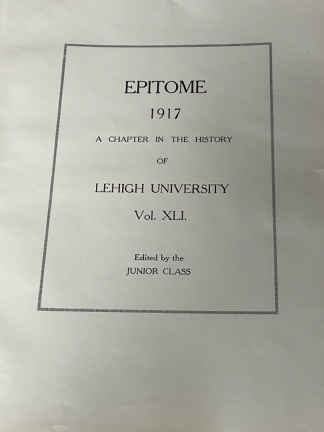 EPITOME
1917
A CHAPTER IN THE HISTORY
OF
LEHIGH UNIVERSITY
Vol. XLI.
Edited by the
JUNIOR CLASS